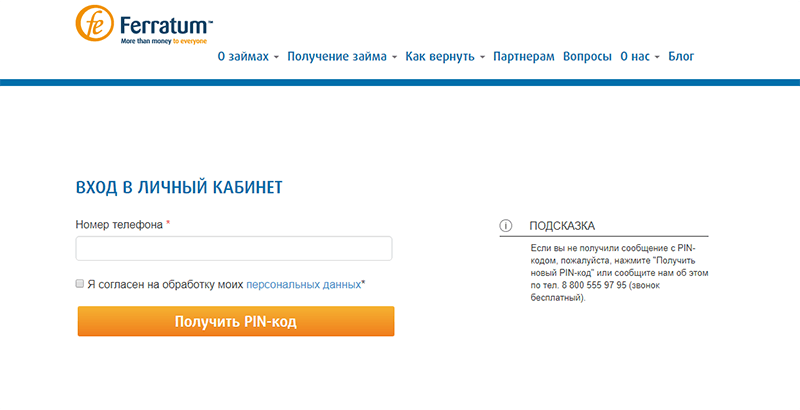 fe Ferratum™
More than money to everyone
О займах Получение займа Как вернуть Партнерам Вопросы О нас Блог
ВХОД В ЛИЧНЫЙ КАБИНЕТ
Номер телефона *
Я согласен на обработку моих персональных данных*
Получить PIN-код
i ПОДСКАЗКА
Если вы не получили сообщение с PIN-
кодом, пожалуйста, нажмите "Получить
новый PIN-код" или сообщите нам об этом
по тел. 8 800 555 97 95 (звонок
бесплатный).